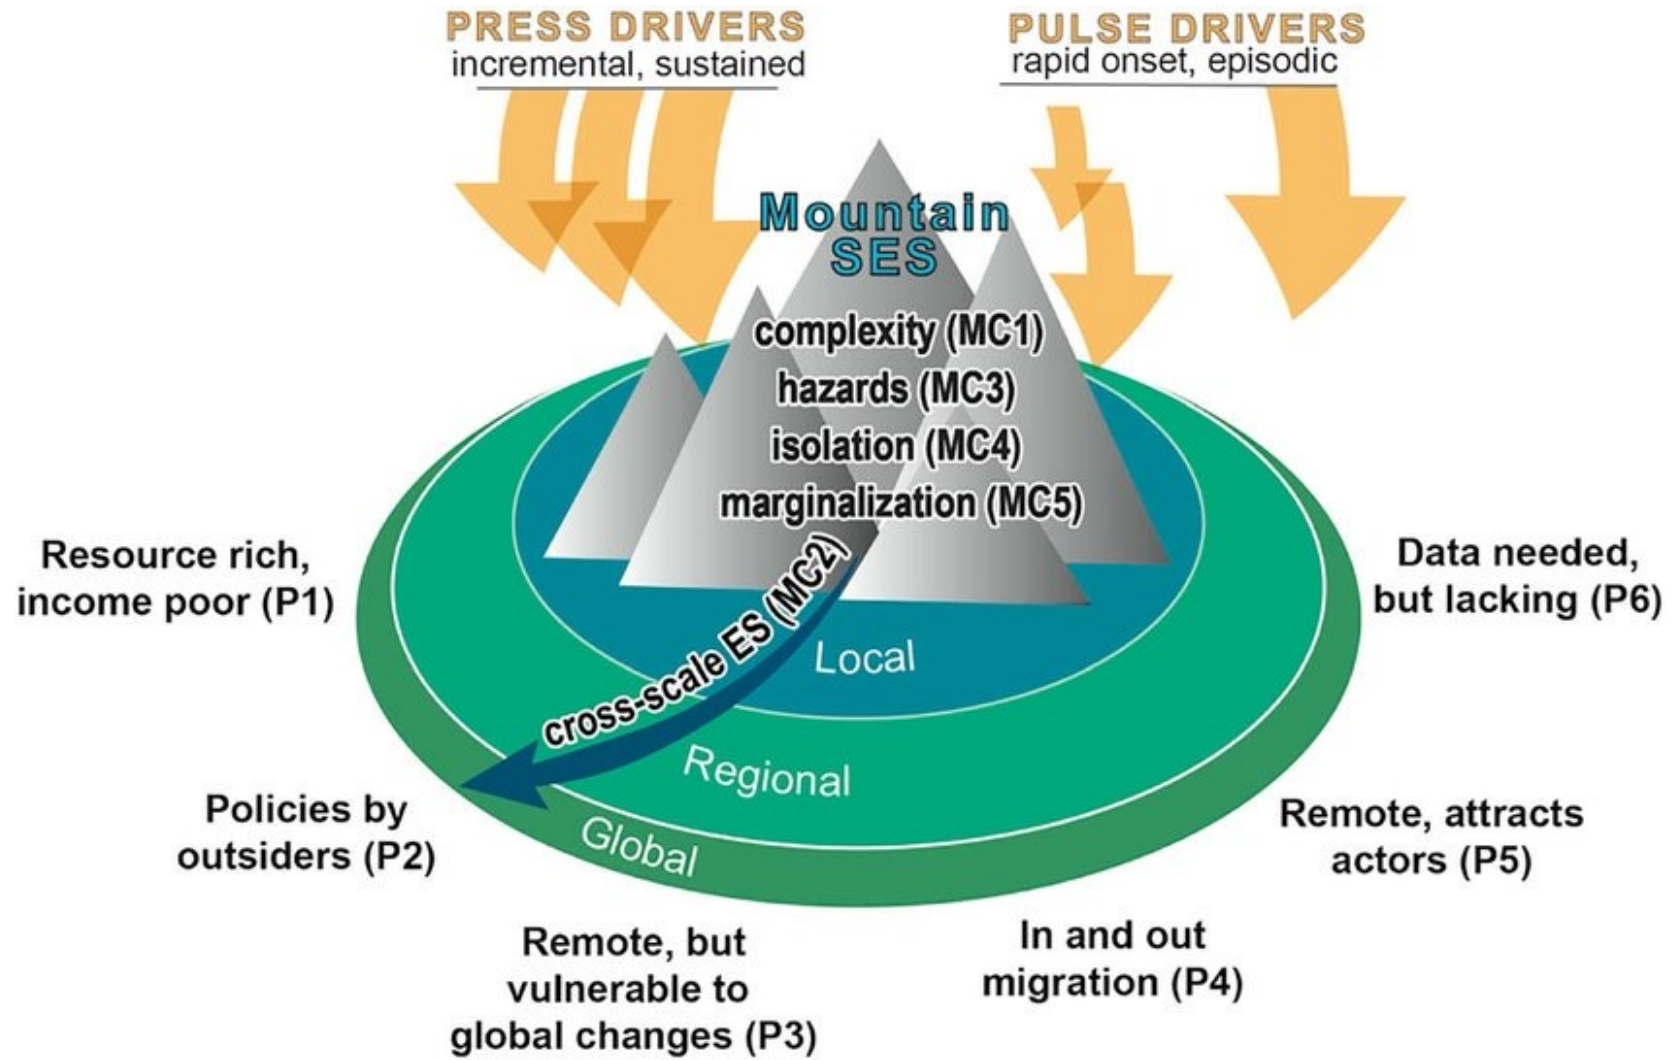 PRESS DRIVERS
incremental, sustained
PULSE DRIVERS
rapid onset, episodic
Mountain
SES
complexity (MC1)
hazards (MC3)
isolation (MC4)
marginalization (MC5)
cross-scale ES (MC2)
Local
Regional
Global
Resource rich,
income poor (P1)
Policies by
outsiders (P2)
Remote, but
vulnerable to
global changes (P3)
In and out
migration (P4)
Remote, attracts
actors (P5)
Data needed,
but lacking (P6)